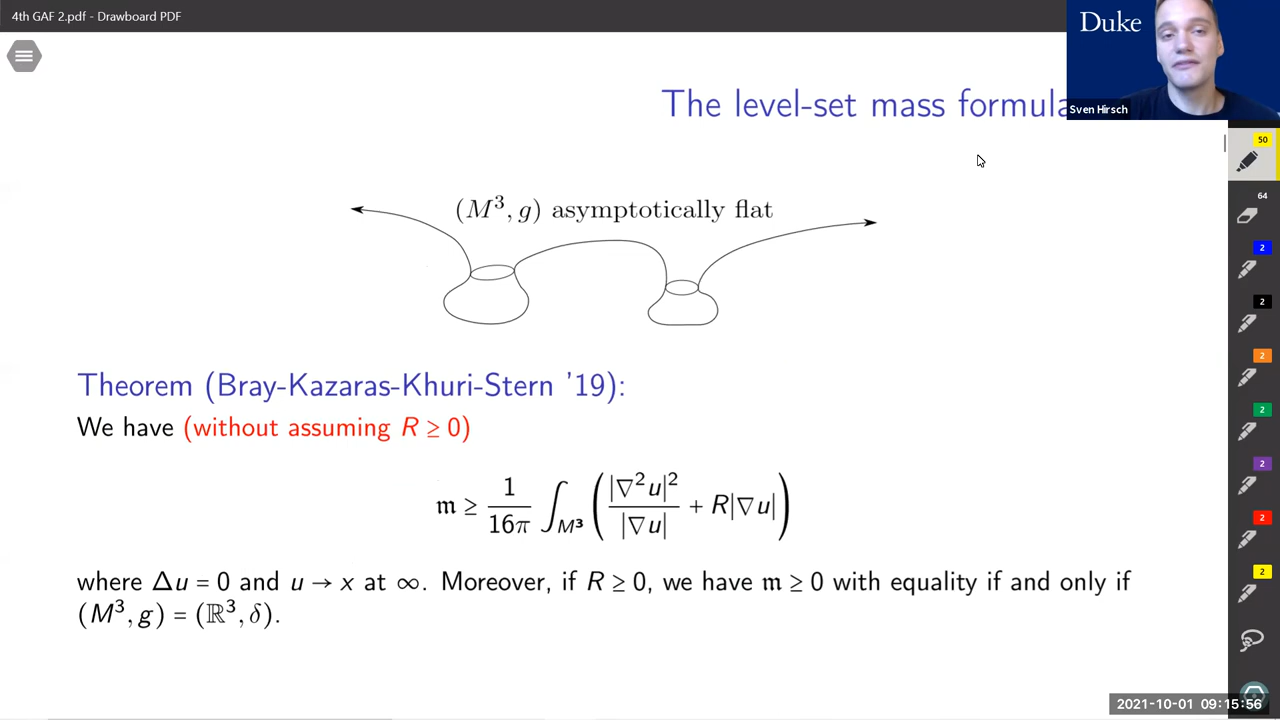 4th GAF 2.pdf - Drawboard PDF
Duke
Sven Hirsch
The level-set mass formula
50
64
2
2
2
2
2
2
2
(M³, g) asymptotically flat
Theorem (Bray-Kazaras-Khuri-Stern '19):
We have (without assuming R ≥ 0)
𝔪 ≥ 1/16π ∫_{M³} ( |∇²u|²/|∇u| + R|∇u| )
where Δu = 0 and u → x at ∞. Moreover, if R ≥ 0, we have 𝔪 ≥ 0 with equality if and only if
(M³, g) = (ℝ³, δ).
2021-10-01 09:15:56